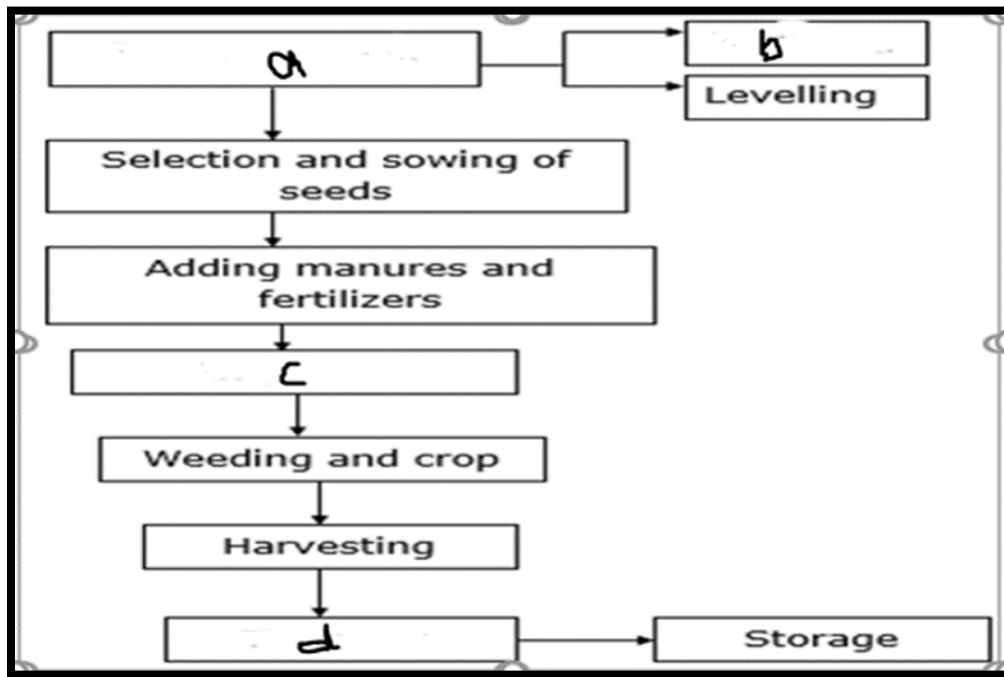 a
b
Levelling
Selection and sowing of
seeds
Adding manures and
fertilizers
c
Weeding and crop
Harvesting
d
Storage